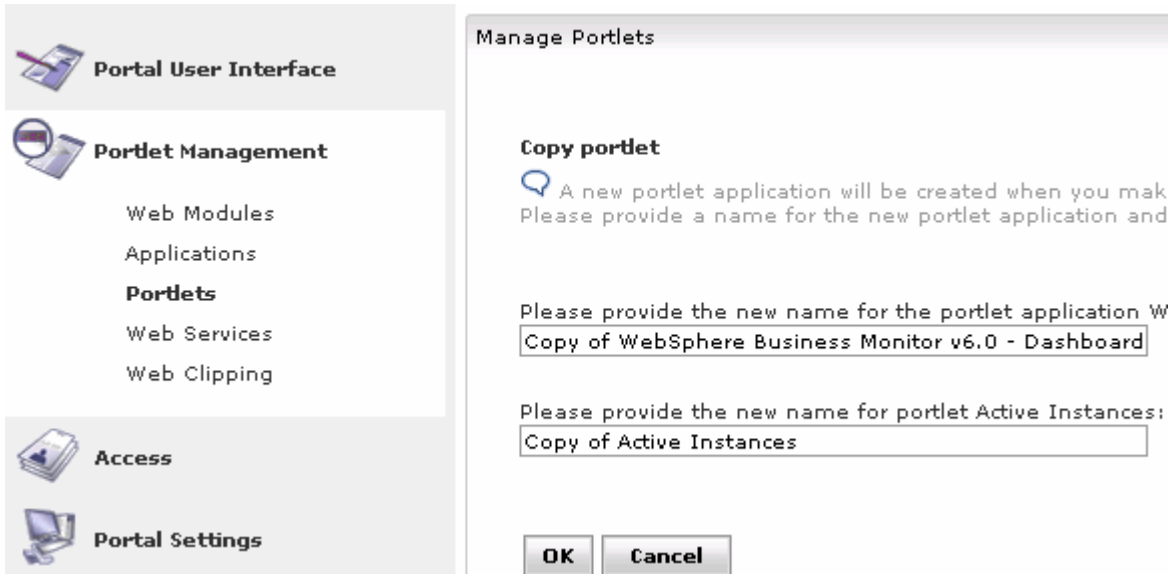 Portal User Interface
Portlet Management
Web Modules
Applications
Portlets
Web Services
Web Clipping
Access
Portal Settings
Manage Portlets
Copy portlet
A new portlet application will be created when you mak
Please provide a name for the new portlet application and
Please provide the new name for the portlet application W
Copy of WebSphere Business Monitor v6.0 - Dashboard
Please provide the new name for portlet Active Instances:
Copy of Active Instances
OK Cancel